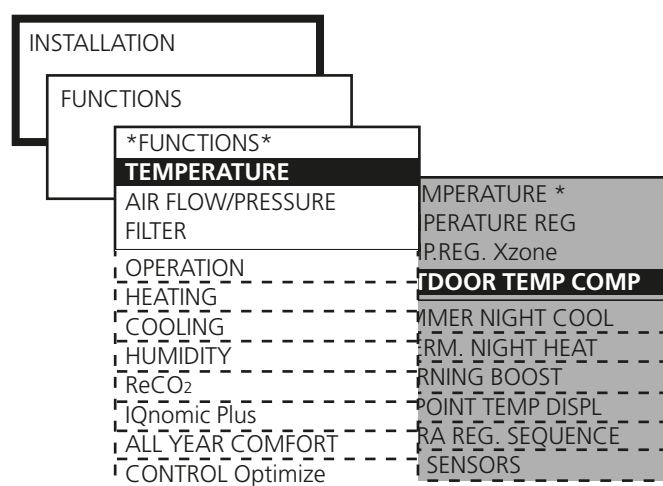 INSTALLATION
FUNCTIONS
*FUNCTIONS*
TEMPERATURE
AIR FLOW/PRESSURE
FILTER
OPERATION
HEATING
COOLING
HUMIDITY
ReCO2
IQnomic Plus
ALL YEAR COMFORT
CONTROL Optimize
MPERATURE *
PERATURE REG
P.REG. Xzone
TDOOR TEMP COMP
MMER NIGHT COOL
ERM. NIGHT HEAT
RNING BOOST
POINT TEMP DISPL
RA REG. SEQUENCE
SENSORS